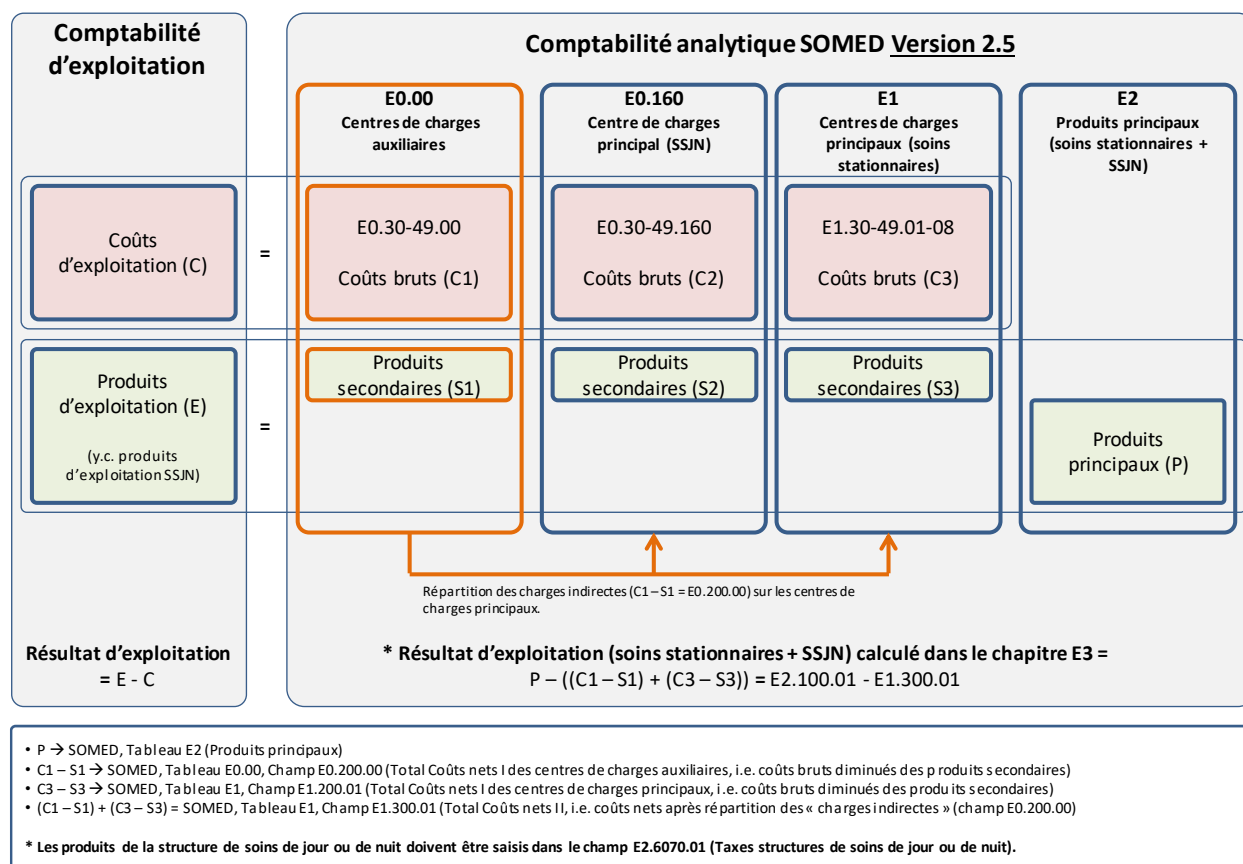 Comptabilité
d'exploitation
Comptabilité analytique SOMED Version 2.5
E0.00
Centres de charges
auxiliaires
E0.160
Centre de charges
principal (SSJN)
E1
Centres de charges
principaux (soins
stationnaires)
E2
Produits principaux
(soins stationnaires +
SSJN)
Coûts
d'exploitation (C)
=
E0.30-49.00
Coûts bruts (C1)
E0.30-49.160
Coûts bruts (C2)
E1.30-49.01-08
Coûts bruts (C3)
Produits
d'exploitation (E)
(y.c. produits
d'exploitation SSJN)
=
Produits
secondaires (S1)
Produits
secondaires (S2)
Produits
secondaires (S3)
Produits
principaux (P)
Répartition des charges indirectes (C1 – S1 = E0.200.00) sur les centres de
charges principaux.
Résultat d'exploitation
= E - C
* Résultat d'exploitation (soins stationnaires + SSJN) calculé dans le chapitre E3 =
P – ((C1 – S1) + (C3 – S3)) = E2.100.01 - E1.300.01
• P → SOMED, Tableau E2 (Produits principaux)
• C1 – S1 → SOMED, Tableau E0.00, Champ E0.200.00 (Total Coûts nets I des centres de charges auxiliaires, i.e. coûts bruts diminués des produits secondaires)
• C3 – S3 → SOMED, Tableau E1, Champ E1.200.01 (Total Coûts nets I des centres de charges principaux, i.e. coûts bruts diminués des produits secondaires)
• (C1 – S1) + (C3 – S3) = SOMED, Tableau E1, Champ E1.300.01 (Total Coûts nets II, i.e. coûts nets après répartition des « charges indirectes » (champ E0.200.00)
* Les produits de la structure de soins de jour ou de nuit doivent être saisis dans le champ E2.6070.01 (Taxes structures de soins de jour ou de nuit).